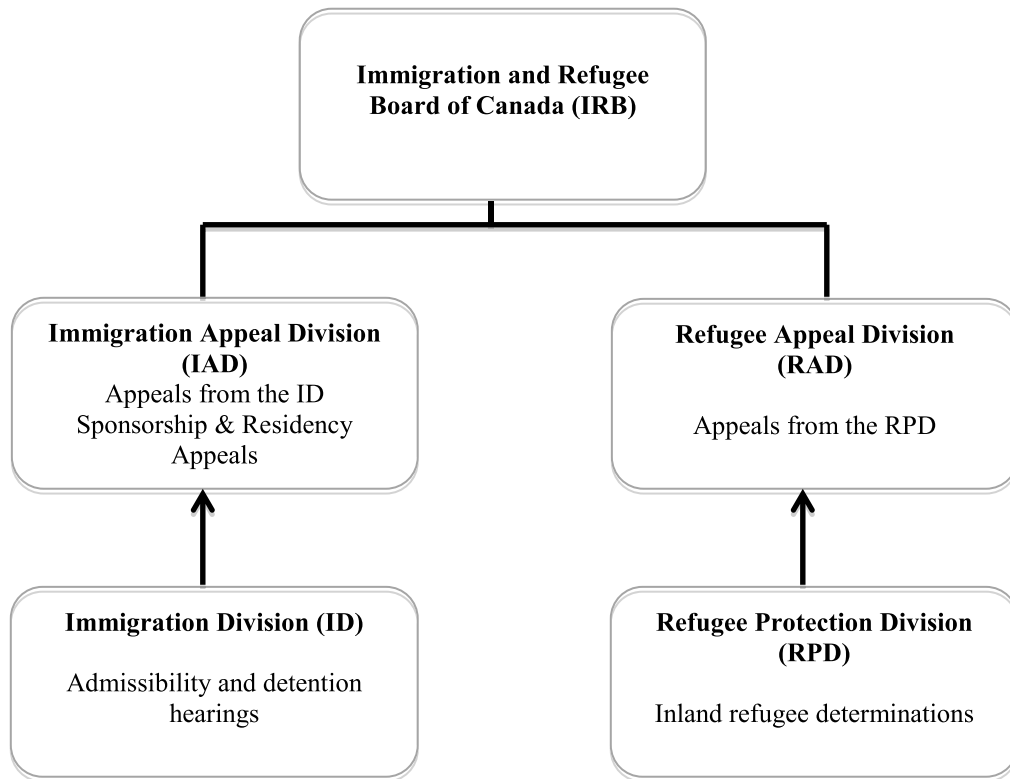 Immigration and Refugee
Board of Canada (IRB)
Immigration Appeal Division
(IAD)
Appeals from the ID
Sponsorship & Residency
Appeals
Refugee Appeal Division
(RAD)
Appeals from the RPD
Immigration Division (ID)
Admissibility and detention
hearings
Refugee Protection Division
(RPD)
Inland refugee determinations